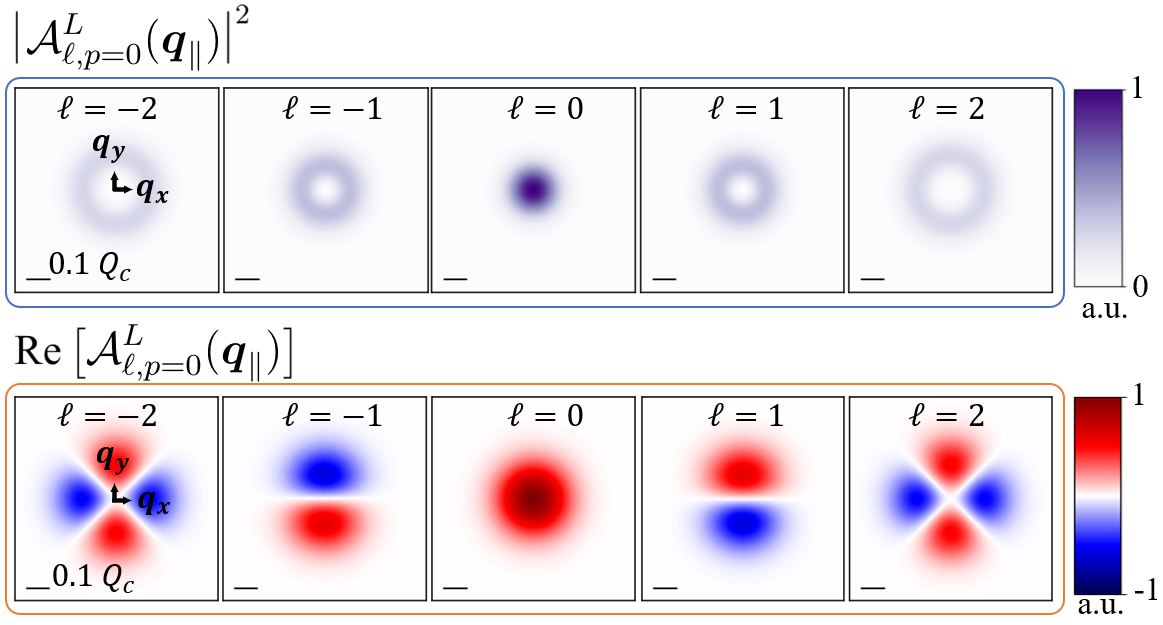 |𝒜^L_{ℓ,p=0}(q_∥)|^2
ℓ = −2
ℓ = −1
ℓ = 0
ℓ = 1
ℓ = 2
q_y
q_x
0.1 Q_c
1
0
a.u.
Re [𝒜^L_{ℓ,p=0}(q_∥)]
ℓ = −2
ℓ = −1
ℓ = 0
ℓ = 1
ℓ = 2
q_y
q_x
0.1 Q_c
1
-1
a.u.